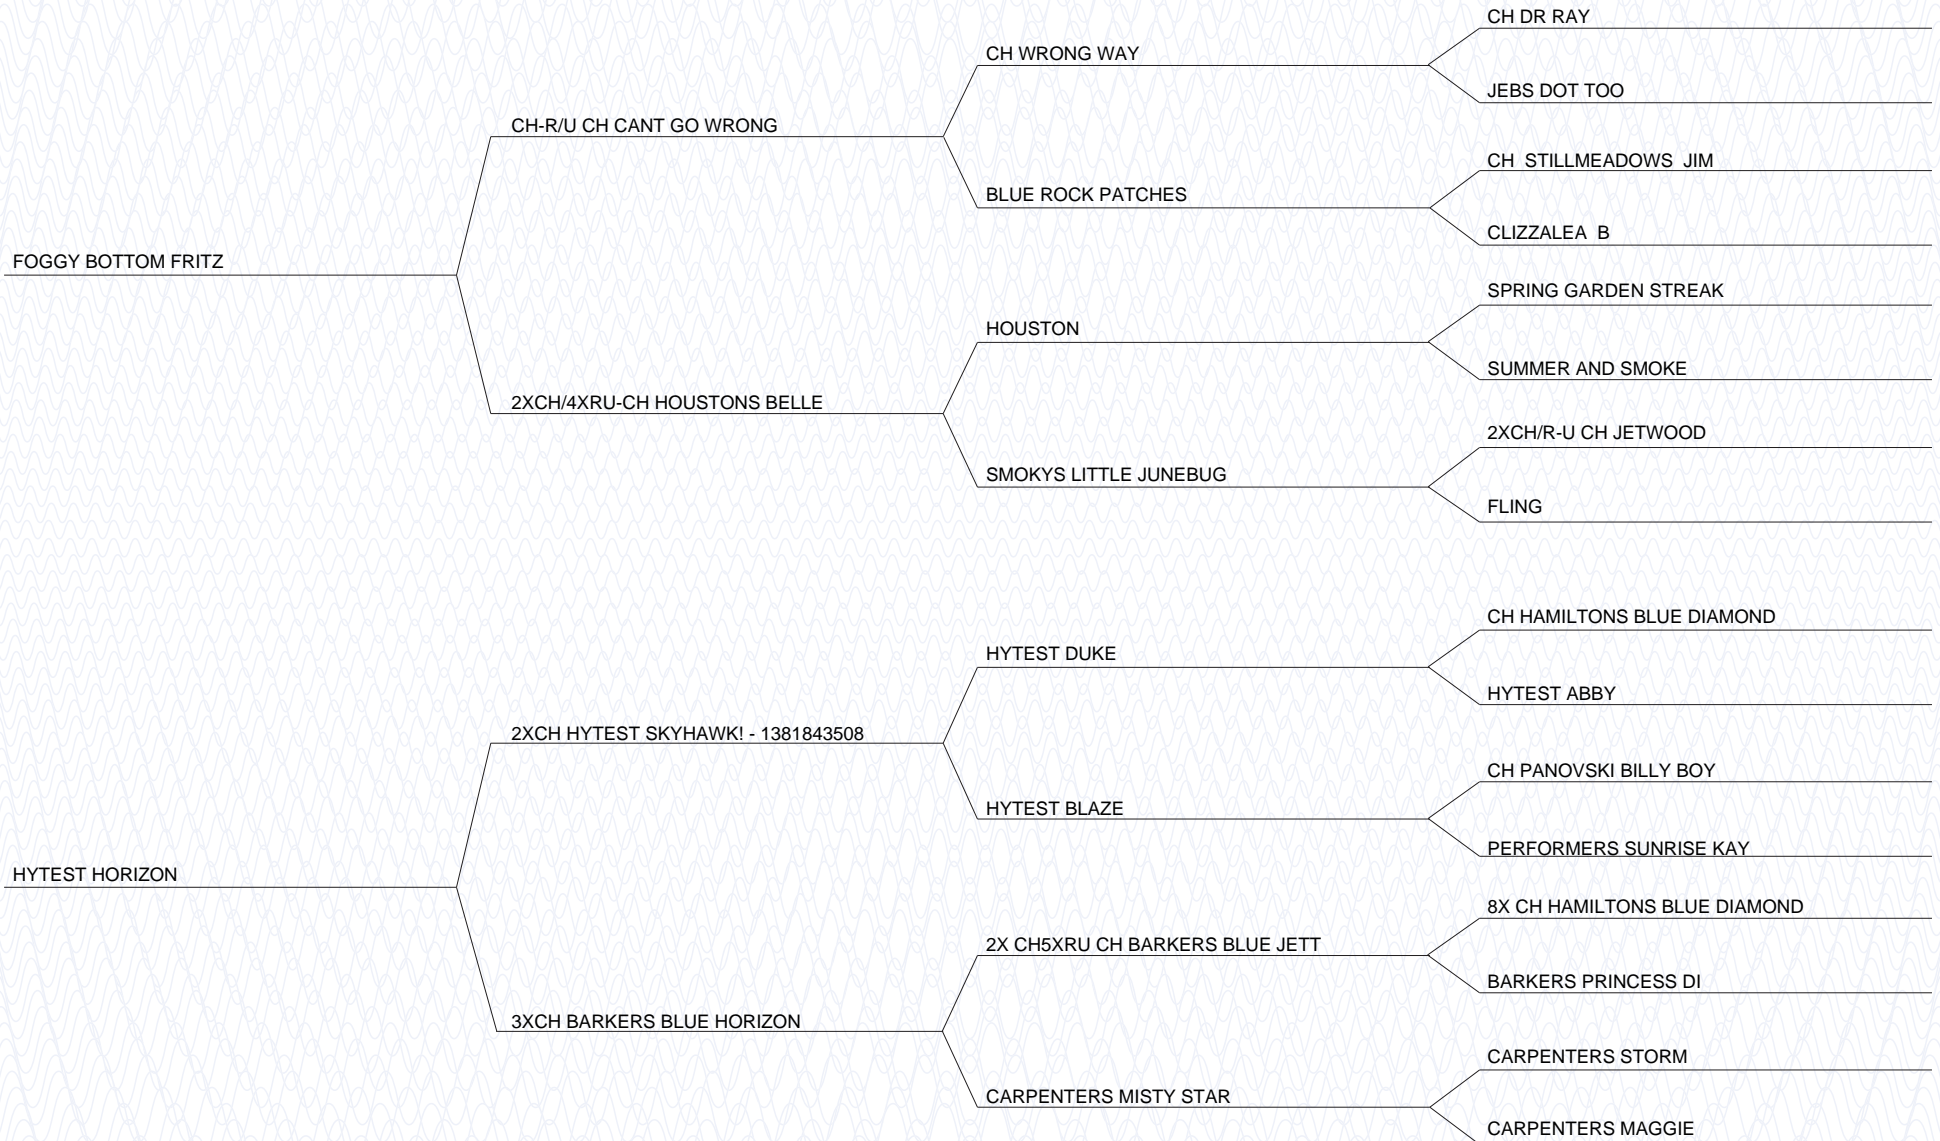 CH DR RAY
CH WRONG WAY
JEBS DOT TOO
CH-R/U CH CANT GO WRONG
CH  STILLMEADOWS  JIM
BLUE ROCK PATCHES
CLIZZALEA  B
FOGGY BOTTOM FRITZ
SPRING GARDEN STREAK
HOUSTON
SUMMER AND SMOKE
2XCH/4XRU-CH HOUSTONS BELLE
2XCH/R-U CH JETWOOD
SMOKYS LITTLE JUNEBUG
FLING
CH HAMILTONS BLUE DIAMOND
HYTEST DUKE
HYTEST ABBY
2XCH HYTEST SKYHAWK! - 1381843508
CH PANOVSKI BILLY BOY
HYTEST BLAZE
PERFORMERS SUNRISE KAY
HYTEST HORIZON
8X CH HAMILTONS BLUE DIAMOND
2X CH5XRU CH BARKERS BLUE JETT
BARKERS PRINCESS DI
3XCH BARKERS BLUE HORIZON
CARPENTERS STORM
CARPENTERS MISTY STAR
CARPENTERS MAGGIE